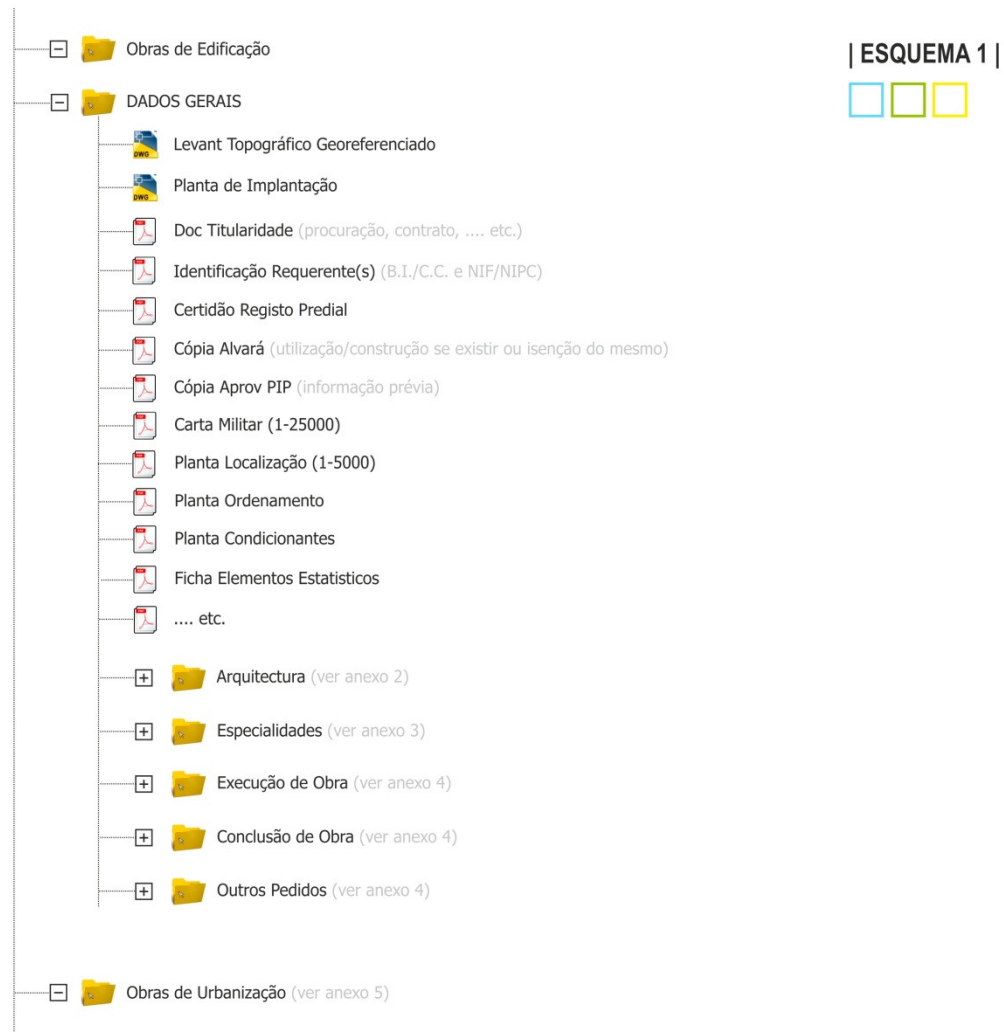 Obras de Edificação
| ESQUEMA 1 |
DADOS GERAIS
DWG Levant Topográfico Georeferenciado
DWG Planta de Implantação
Doc Titularidade (procuração, contrato, .... etc.)
Identificação Requerente(s) (B.I./C.C. e NIF/NIPC)
Certidão Registo Predial
Cópia Alvará (utilização/construção se existir ou isenção do mesmo)
Cópia Aprov PIP (informação prévia)
Carta Militar (1-25000)
Planta Localização (1-5000)
Planta Ordenamento
Planta Condicionantes
Ficha Elementos Estatisticos
.... etc.
Arquitectura (ver anexo 2)
Especialidades (ver anexo 3)
Execução de Obra (ver anexo 4)
Conclusão de Obra (ver anexo 4)
Outros Pedidos (ver anexo 4)
Obras de Urbanização (ver anexo 5)